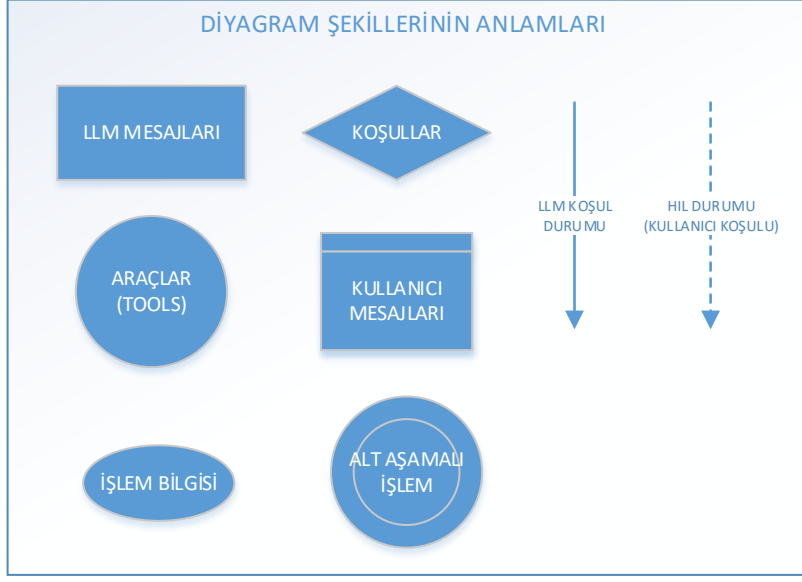 DİYAGRAM ŞEKİLLERİNİN ANLAMLARI
LLM MESAJLARI
KOŞULLAR
LLM KOŞUL
DURUMU
HIL DURUMU
(KULLANICI KOŞULU)
ARAÇLAR
(TOOLS)
KULLANICI
MESAJLARI
İŞLEM BİLGİSİ
ALT AŞAMALI
İŞLEM